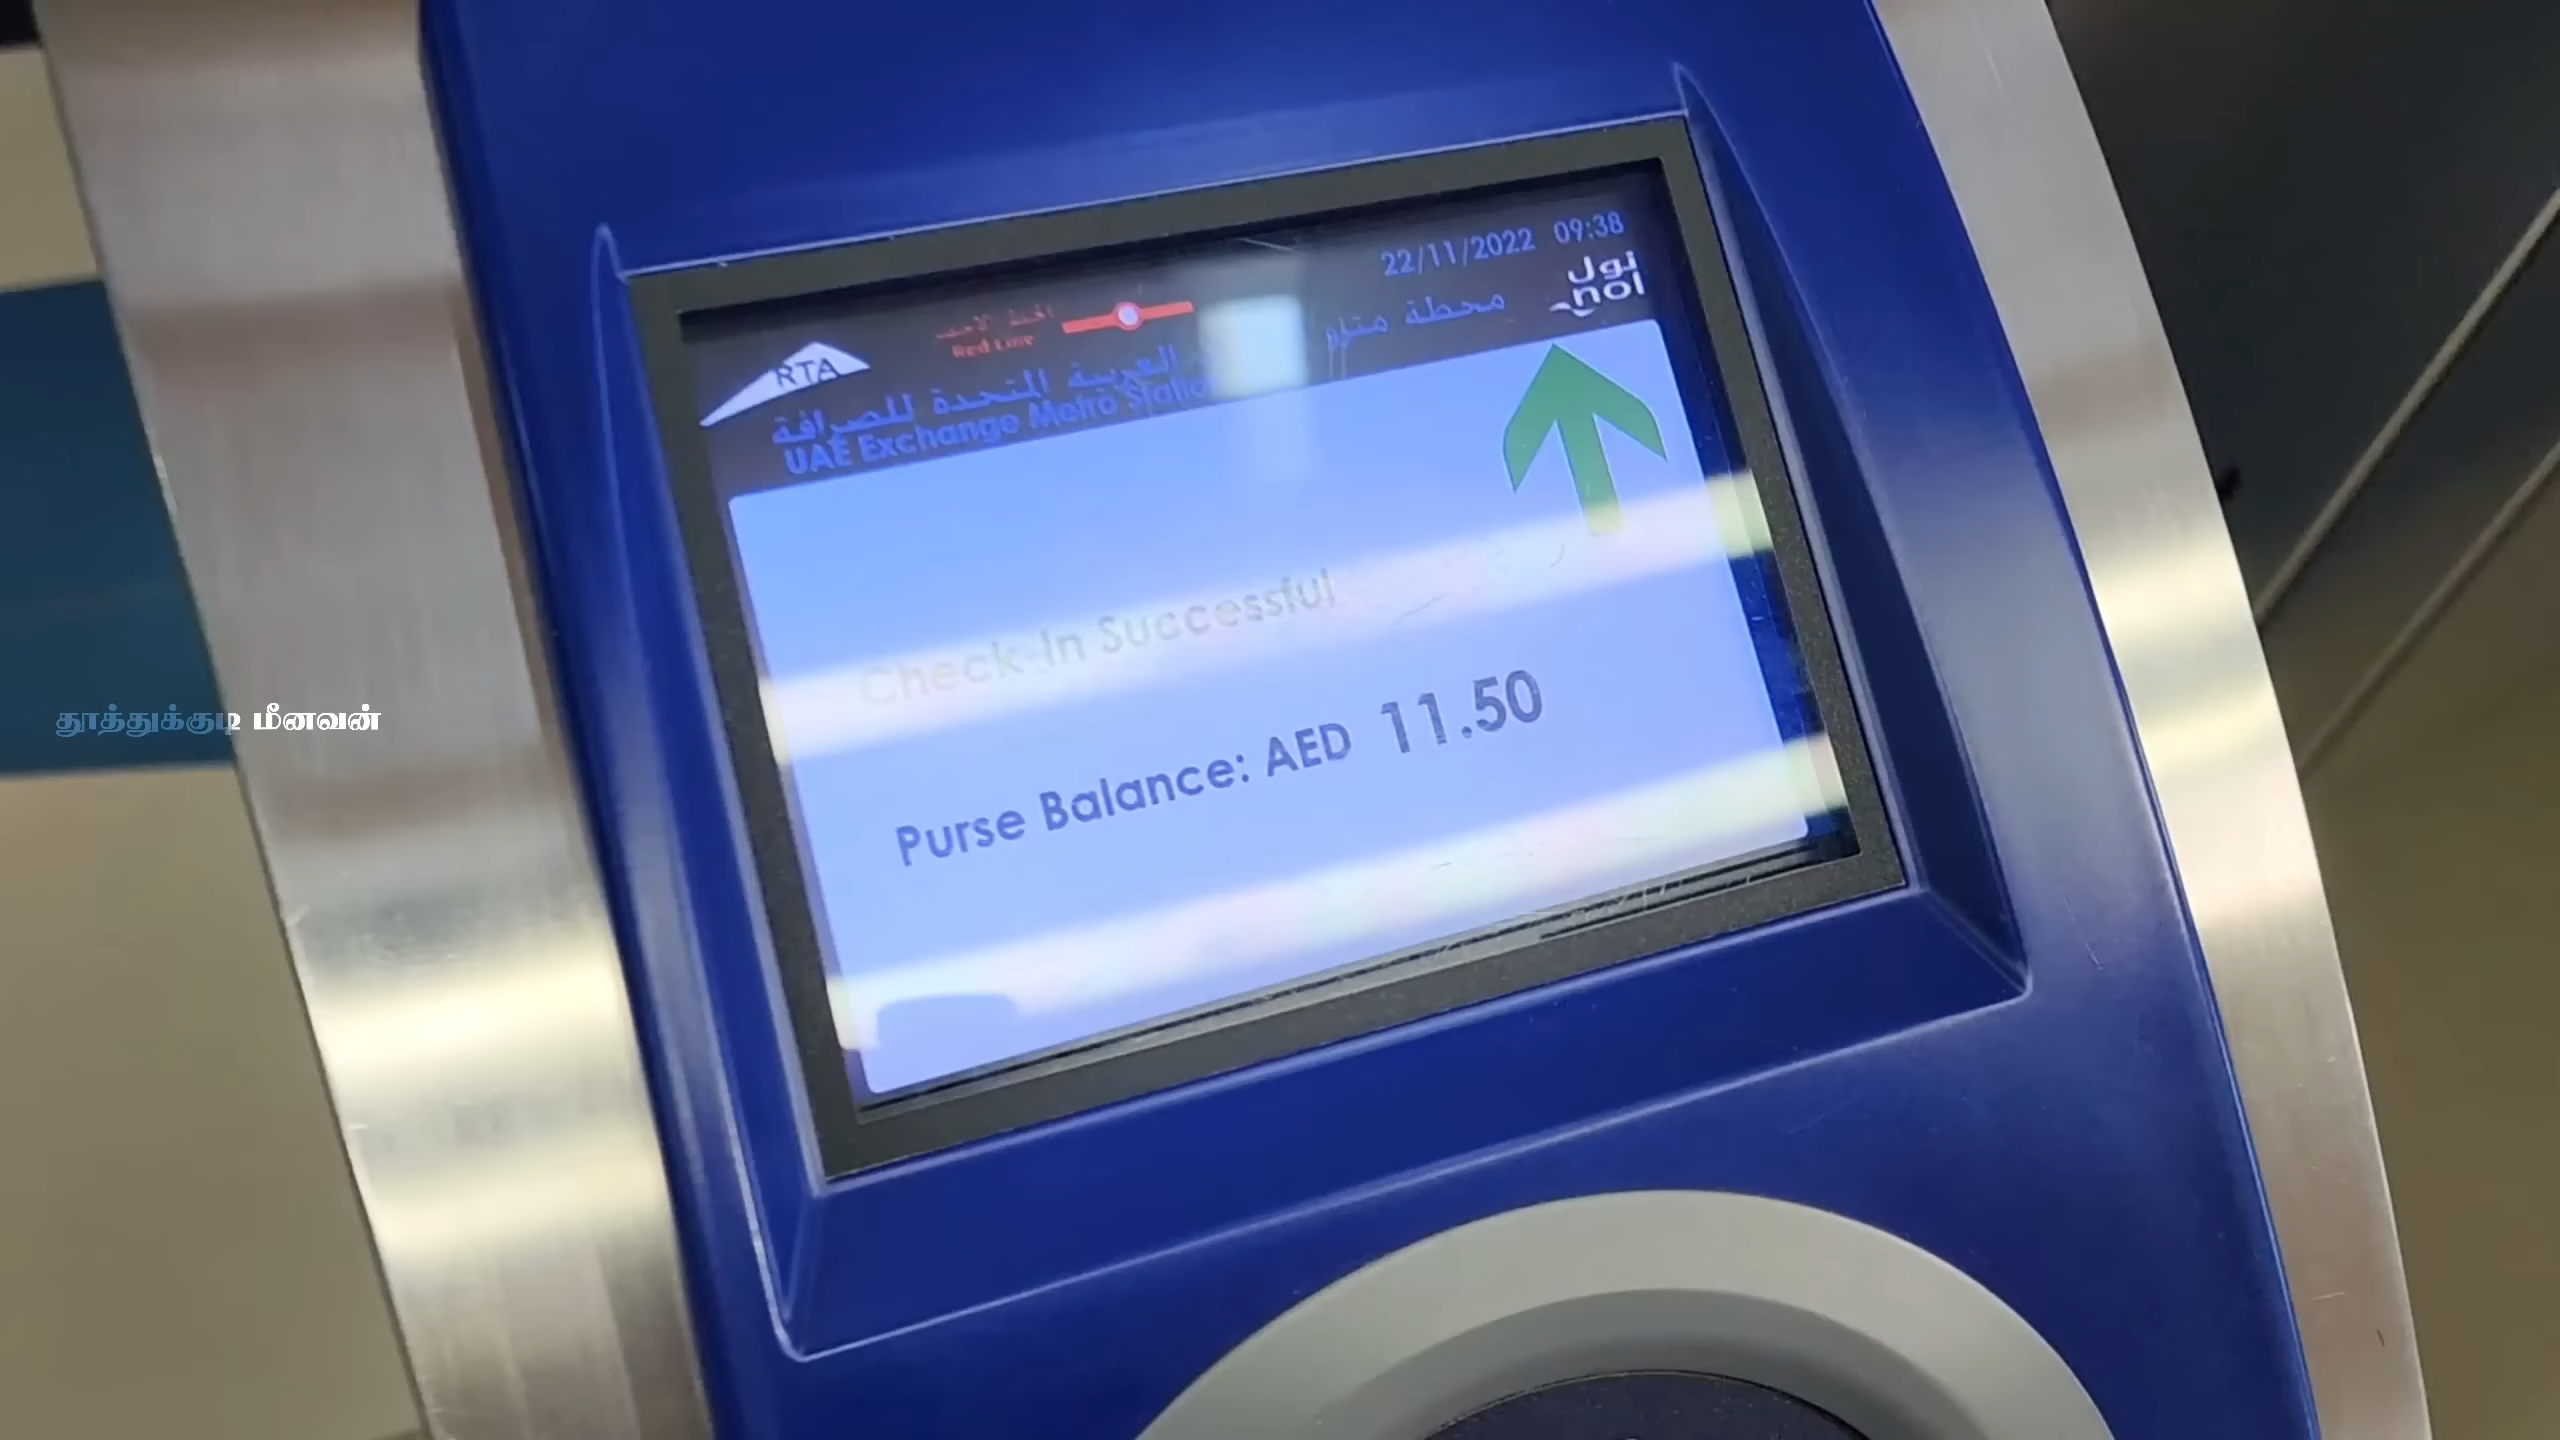 22/11/2022 09:38
نول
nol
محطة مترو
الخط الأحمر
Red Line
RTA
العربية المتحدة للصرافة
UAE Exchange Metro Station
Check-In Successful
Purse Balance: AED 11.50
தூத்துக்குடி மீனவன்